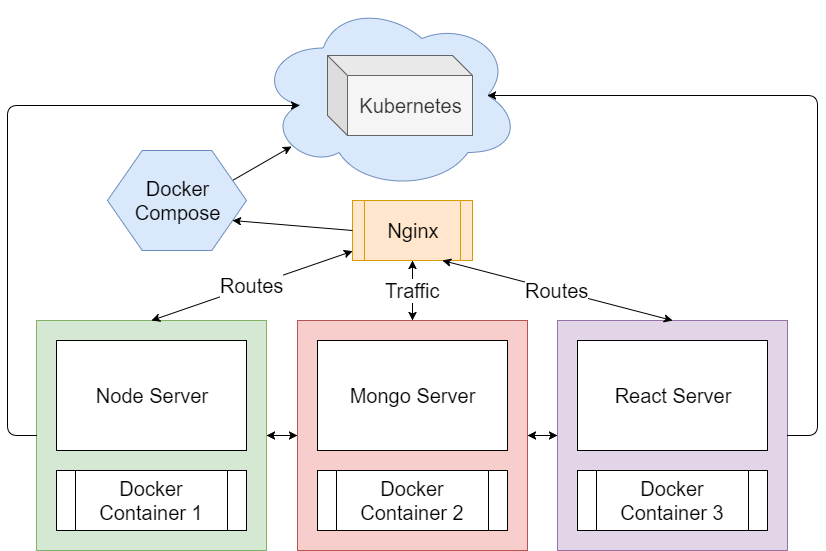 Kubernetes
Docker
Compose
Nginx
Routes
Traffic
Routes
Node Server
Mongo Server
React Server
Docker
Container 1
Docker
Container 2
Docker
Container 3